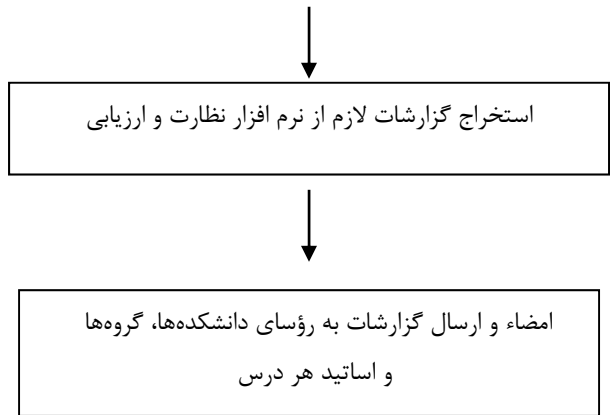 استخراج گزارشات لازم از نرم افزار نظارت و ارزیابی
امضاء و ارسال گزارشات به رؤسای دانشکده‌ها، گروه‌ها
و اساتید هر درس